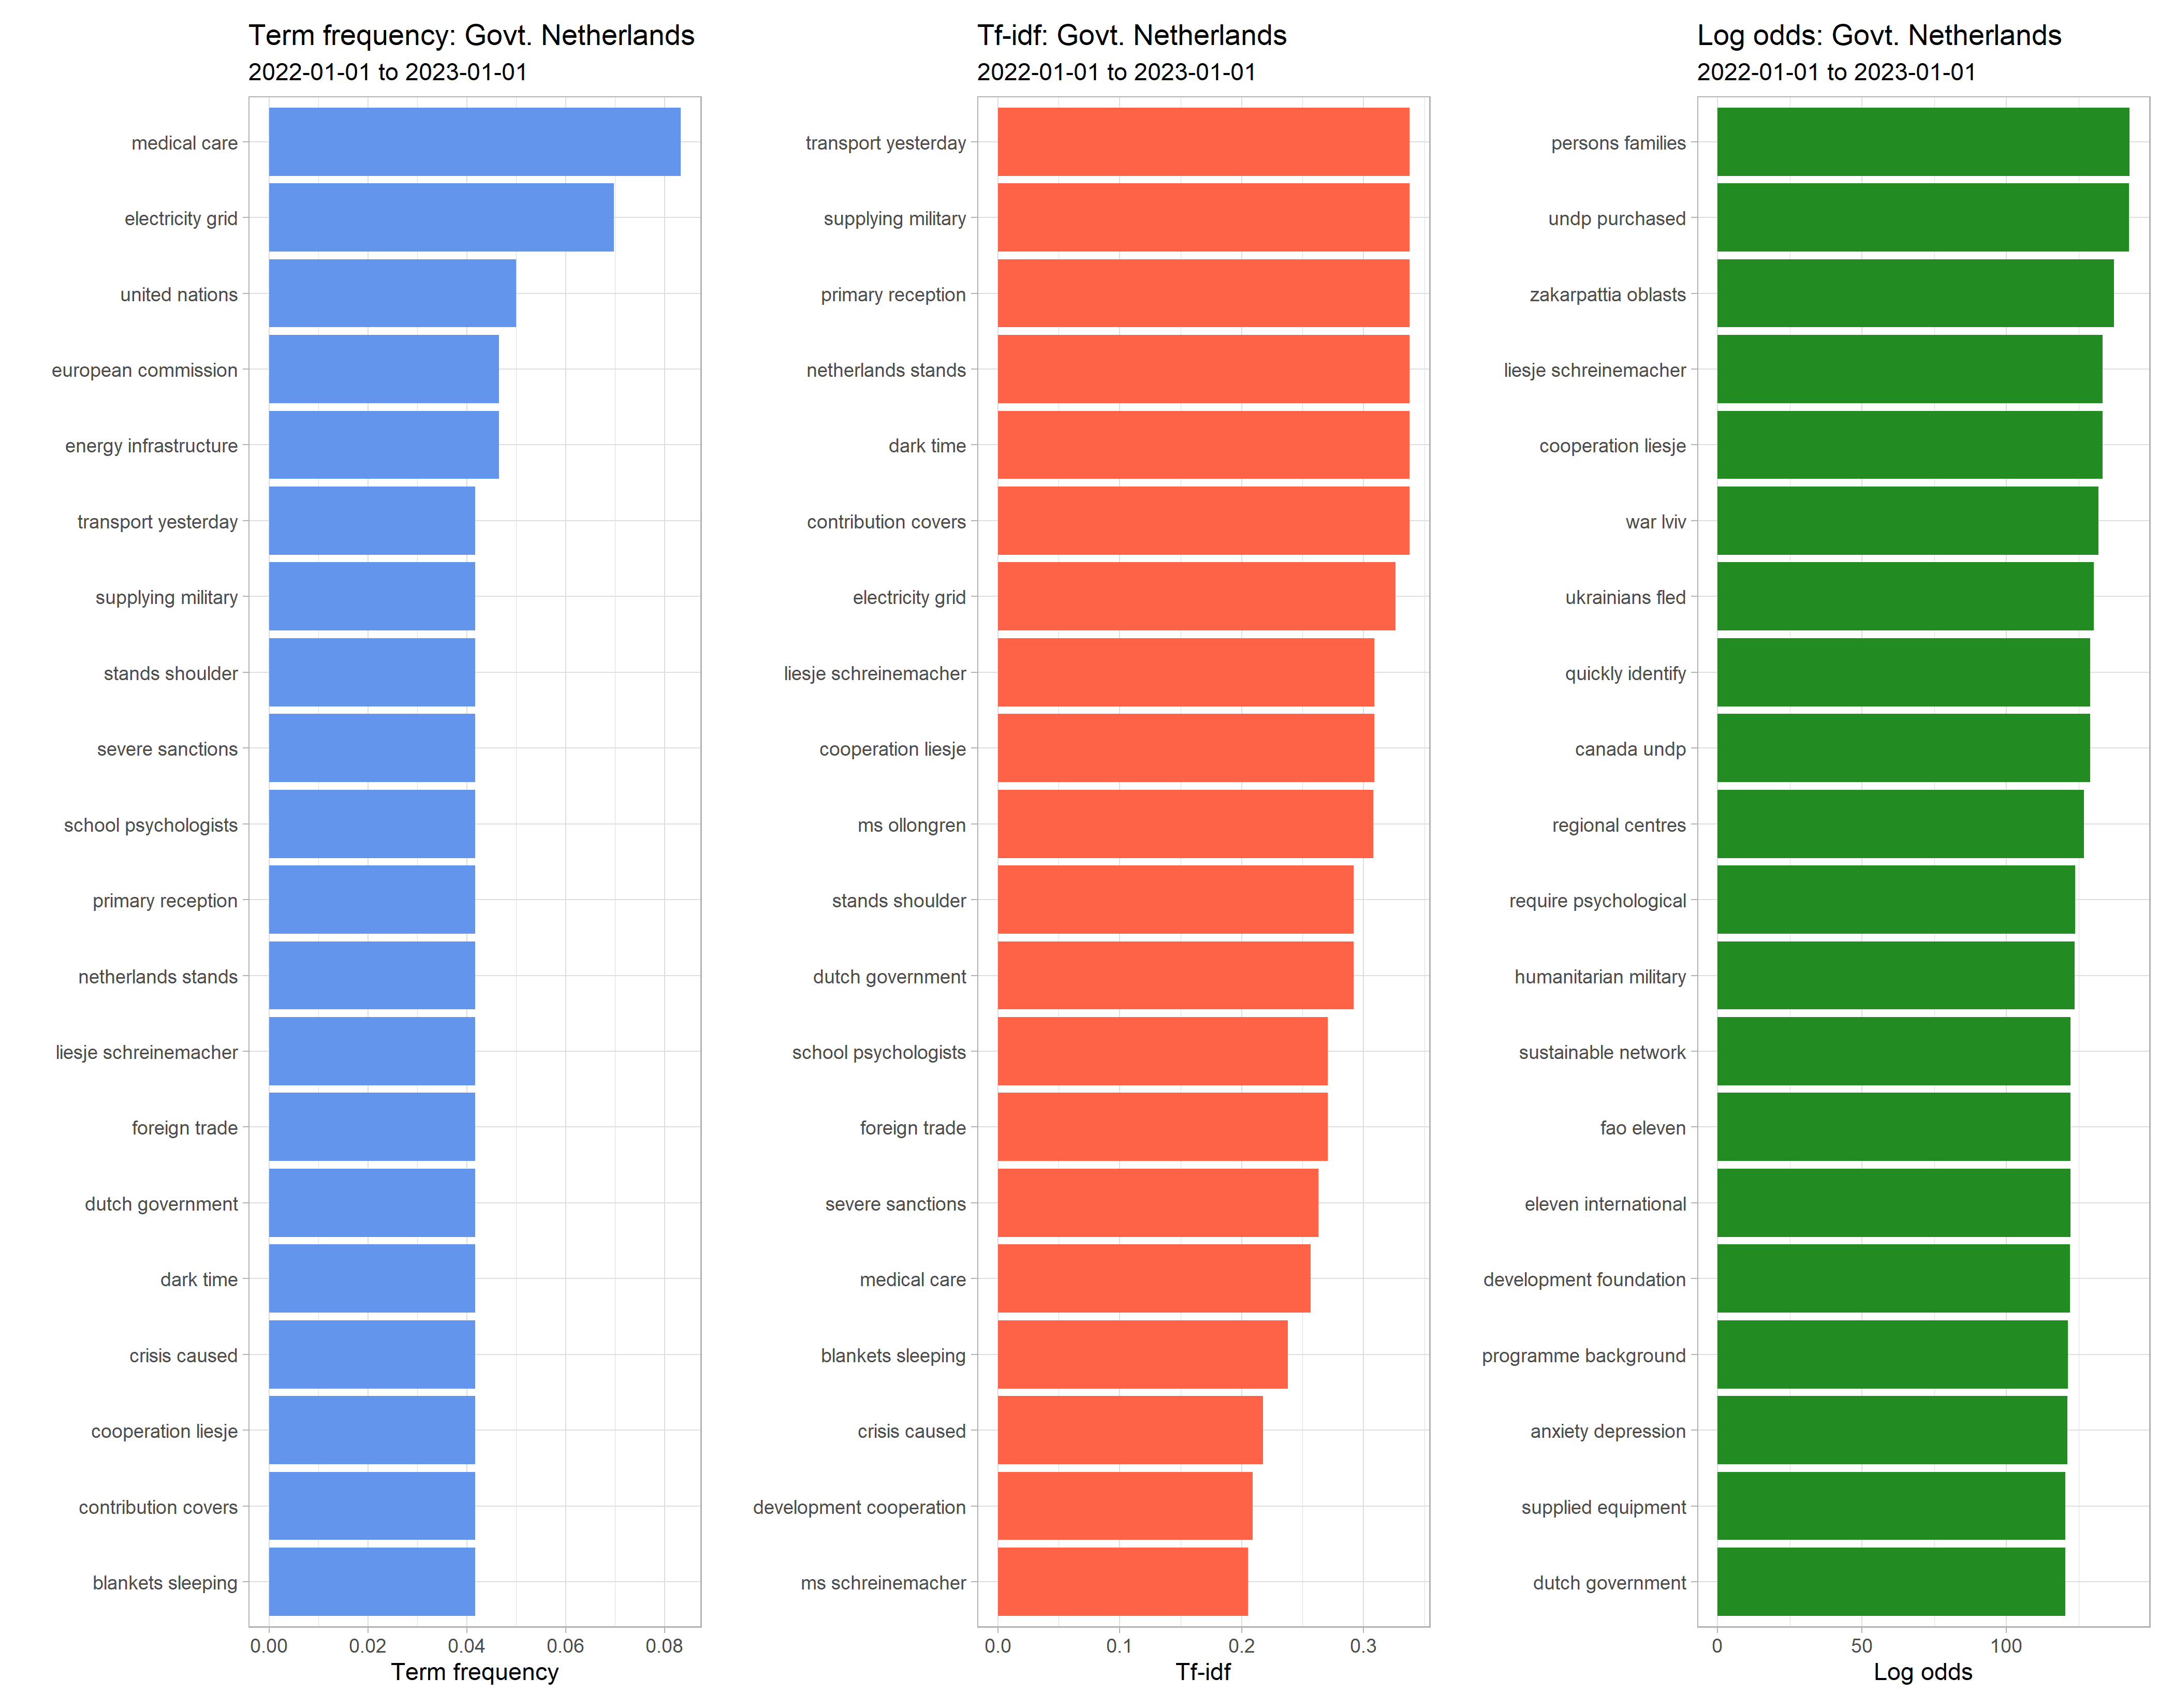 Term frequency: Govt. Netherlands
2022-01-01 to 2023-01-01
medical care
electricity grid
united nations
european commission
energy infrastructure
transport yesterday
supplying military
stands shoulder
severe sanctions
school psychologists
primary reception
netherlands stands
liesje schreinemacher
foreign trade
dutch government
dark time
crisis caused
cooperation liesje
contribution covers
blankets sleeping
0.00 0.02 0.04 0.06 0.08
Term frequency
Tf-idf: Govt. Netherlands
2022-01-01 to 2023-01-01
transport yesterday
supplying military
primary reception
netherlands stands
dark time
contribution covers
electricity grid
liesje schreinemacher
cooperation liesje
ms ollongren
stands shoulder
dutch government
school psychologists
foreign trade
severe sanctions
medical care
blankets sleeping
crisis caused
development cooperation
ms schreinemacher
0.0 0.1 0.2 0.3
Tf-idf
Log odds: Govt. Netherlands
2022-01-01 to 2023-01-01
persons families
undp purchased
zakarpattia oblasts
liesje schreinemacher
cooperation liesje
war lviv
ukrainians fled
quickly identify
canada undp
regional centres
require psychological
humanitarian military
sustainable network
fao eleven
eleven international
development foundation
programme background
anxiety depression
supplied equipment
dutch government
0 50 100
Log odds